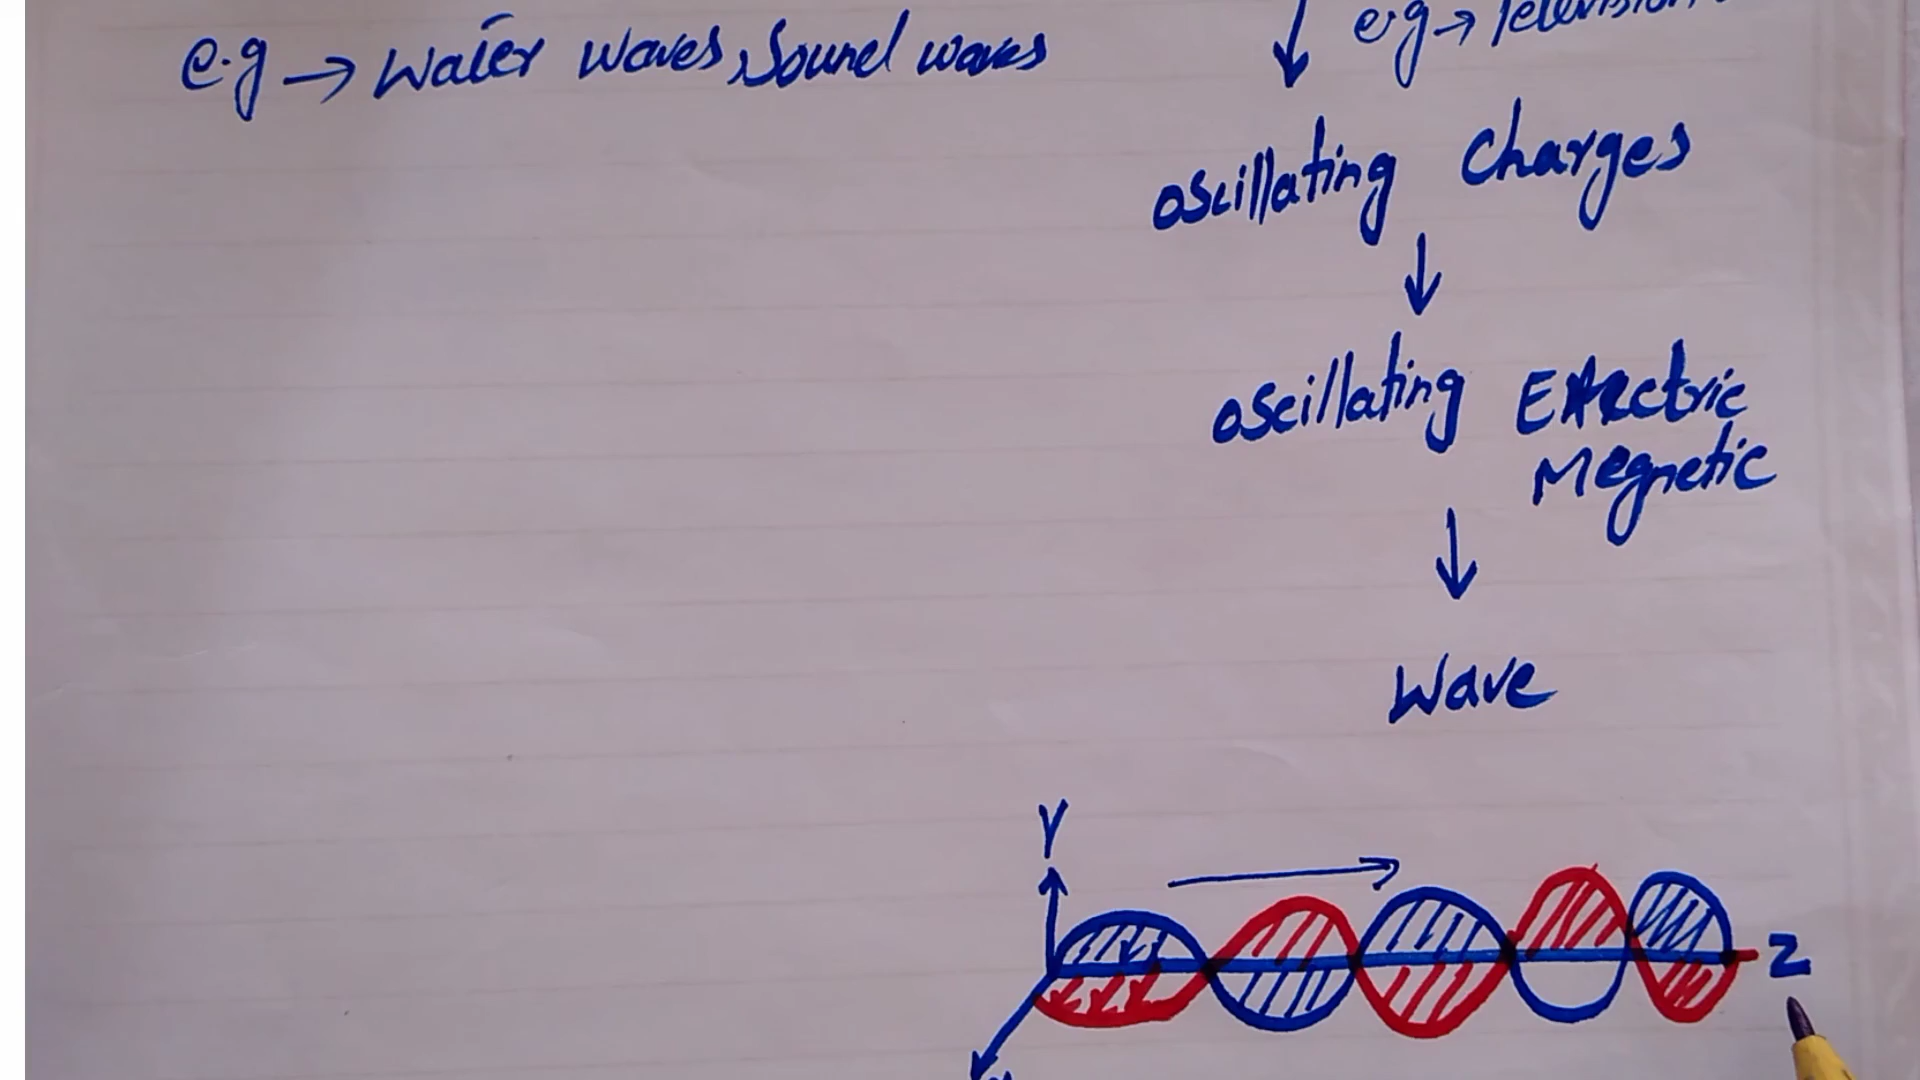 e.g → Water waves, Sound waves
e.g → Television
oscillating Charges
oscillating Electric
Megnetic
Wave
Y
Z